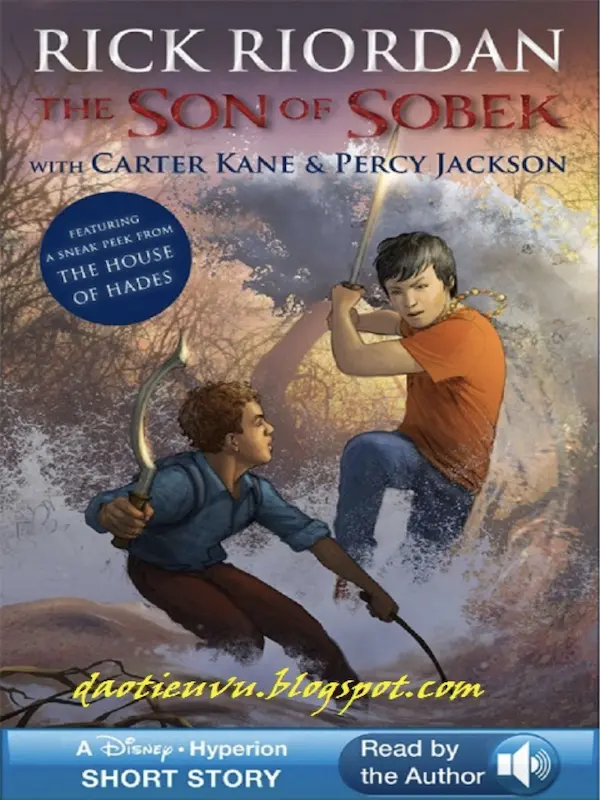 RICK RIORDAN
THE SON OF SOBEK
WITH CARTER KANE & PERCY JACKSON
FEATURING
A SNEAK PEEK FROM
THE HOUSE
OF HADES
daotieuvu.blogspot.com
A Disney • Hyperion
SHORT STORY
Read by
the Author